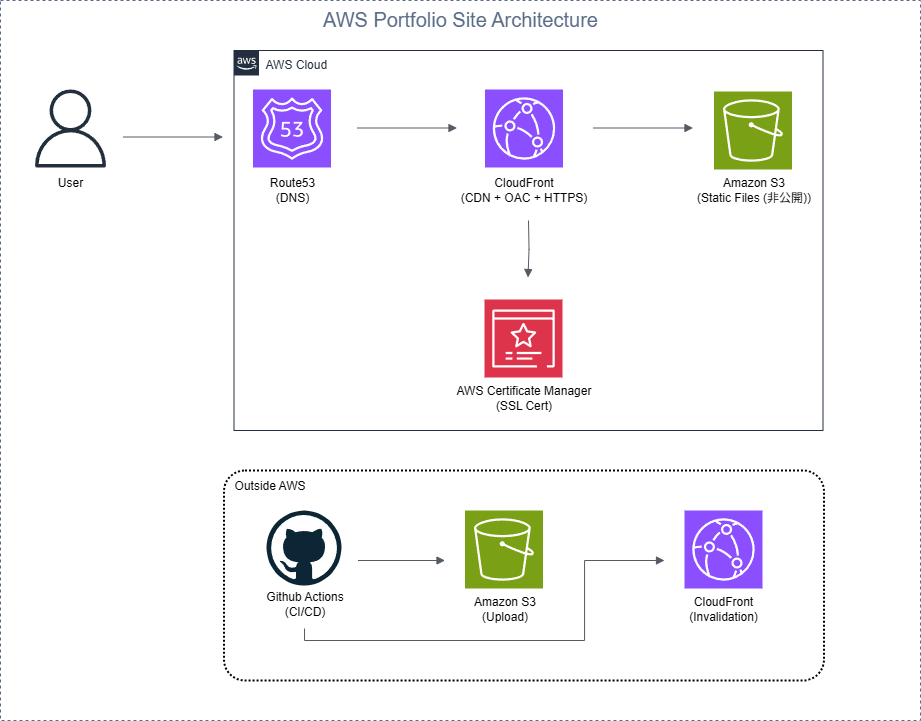 AWS Portfolio Site Architecture
aws
AWS Cloud
53
User
Route53
(DNS)
CloudFront
(CDN + OAC + HTTPS)
Amazon S3
(Static Files (非公開))
AWS Certificate Manager
(SSL Cert)
Outside AWS
Github Actions
(CI/CD)
Amazon S3
(Upload)
CloudFront
(Invalidation)